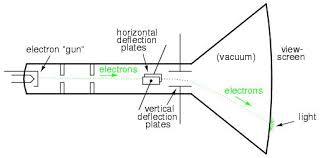 horizontal
deflection
plates
electron "gun"
(vacuum)
view-
screen
electrons
electrons
light
vertical
deflection
plates